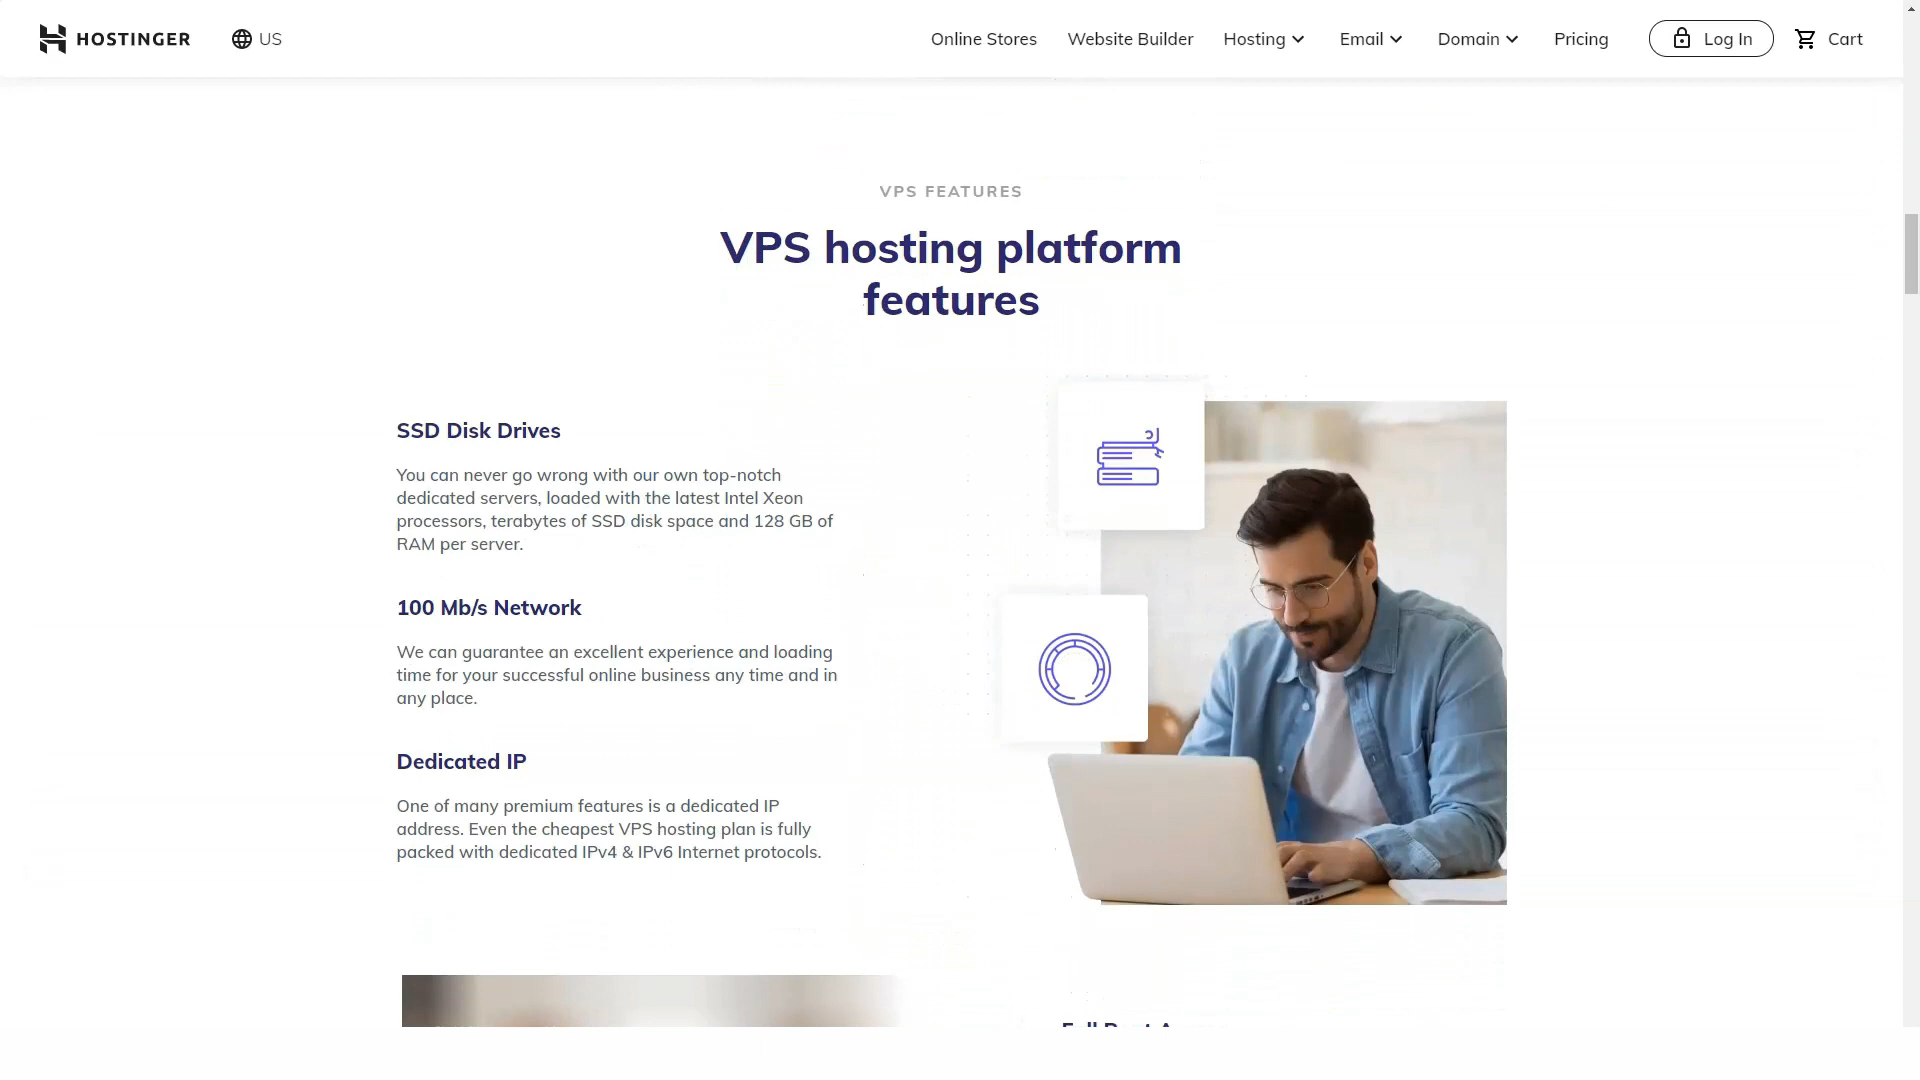 HOSTINGER US Online Stores Website Builder Hosting Email Domain Pricing Log In Cart
VPS FEATURES
VPS hosting platform
features
SSD Disk Drives
You can never go wrong with our own top-notch
dedicated servers, loaded with the latest Intel Xeon
processors, terabytes of SSD disk space and 128 GB of
RAM per server.
100 Mb/s Network
We can guarantee an excellent experience and loading
time for your successful online business any time and in
any place.
Dedicated IP
One of many premium features is a dedicated IP
address. Even the cheapest VPS hosting plan is fully
packed with dedicated IPv4 & IPv6 Internet protocols.